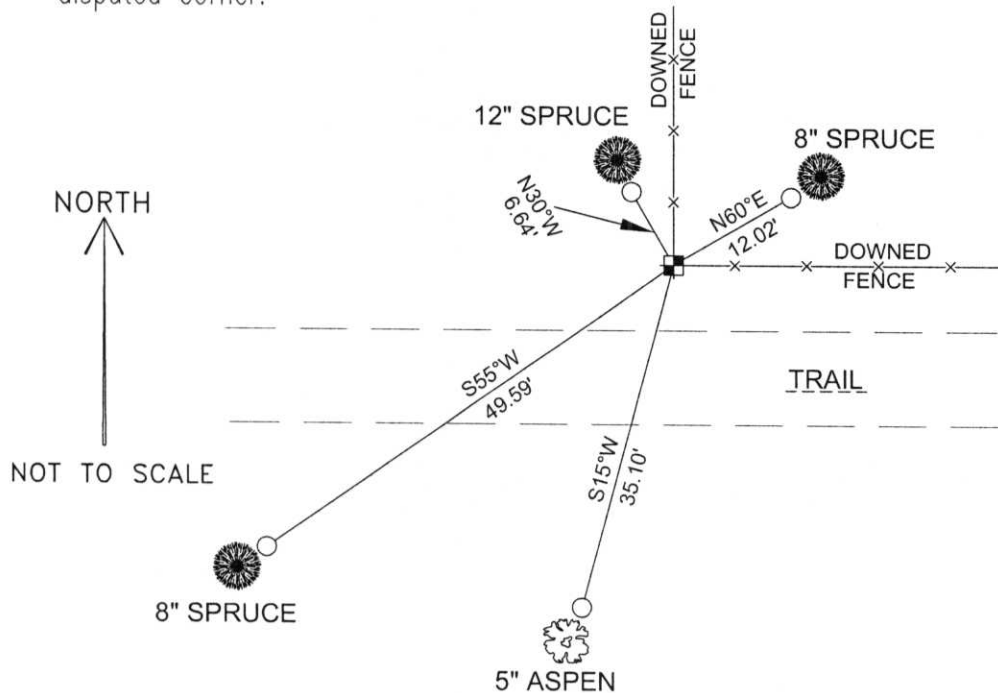 disputed corner.
DOWNED
FENCE
12" SPRUCE
8" SPRUCE
NORTH
N30°W
6.64'
N60°E
12.02'
DOWNED
FENCE
S55°W
49.59'
TRAIL
S15°W
35.10'
NOT TO SCALE
8" SPRUCE
5" ASPEN